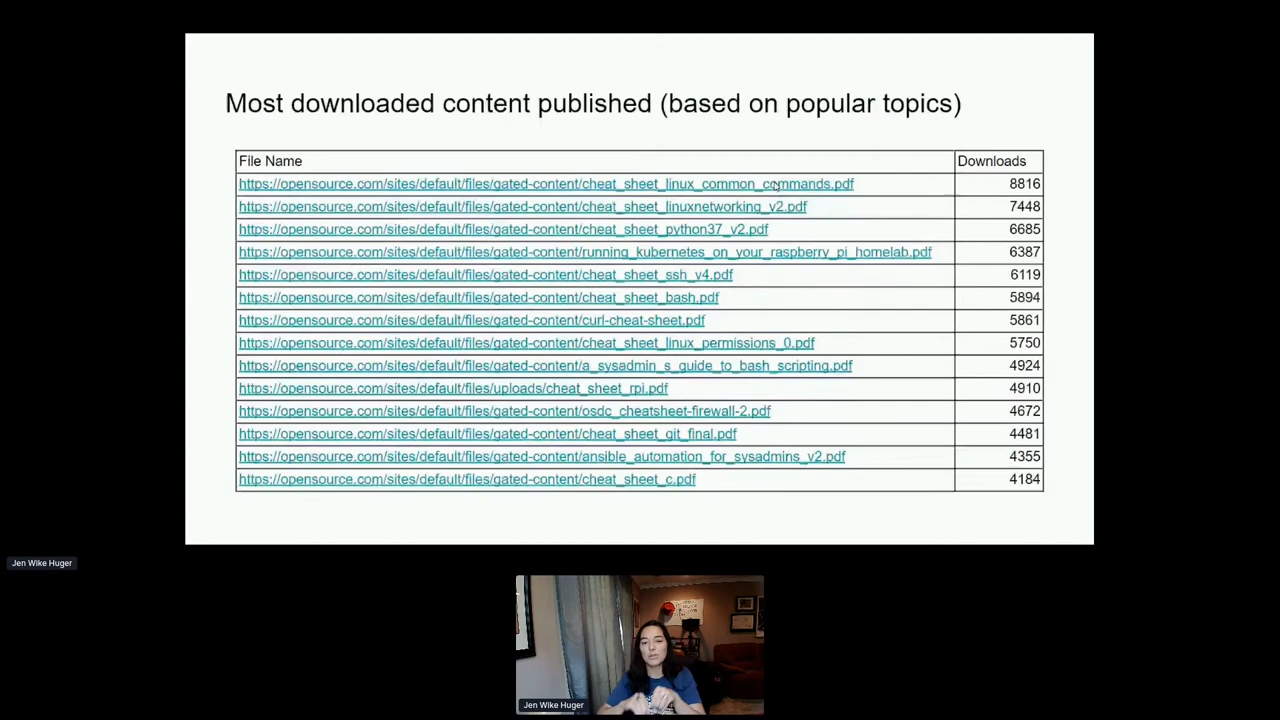 Most downloaded content published (based on popular topics)
File Name Downloads
https://opensource.com/sites/default/files/gated-content/cheat_sheet_linux_common_commands.pdf 8816
https://opensource.com/sites/default/files/gated-content/cheat_sheet_linuxnetworking_v2.pdf 7448
https://opensource.com/sites/default/files/gated-content/cheat_sheet_python37_v2.pdf 6685
https://opensource.com/sites/default/files/gated-content/running_kubernetes_on_your_raspberry_pi_homelab.pdf 6387
https://opensource.com/sites/default/files/gated-content/cheat_sheet_ssh_v4.pdf 6119
https://opensource.com/sites/default/files/gated-content/cheat_sheet_bash.pdf 5894
https://opensource.com/sites/default/files/gated-content/curl-cheat-sheet.pdf 5861
https://opensource.com/sites/default/files/gated-content/cheat_sheet_linux_permissions_0.pdf 5750
https://opensource.com/sites/default/files/gated-content/a_sysadmin_s_guide_to_bash_scripting.pdf 4924
https://opensource.com/sites/default/files/uploads/cheat_sheet_rpi.pdf 4910
https://opensource.com/sites/default/files/gated-content/osdc_cheatsheet-firewall-2.pdf 4672
https://opensource.com/sites/default/files/gated-content/cheat_sheet_git_final.pdf 4481
https://opensource.com/sites/default/files/gated-content/ansible_automation_for_sysadmins_v2.pdf 4355
https://opensource.com/sites/default/files/gated-content/cheat_sheet_c.pdf 4184
Jen Wike Huger
Jen Wike Huger